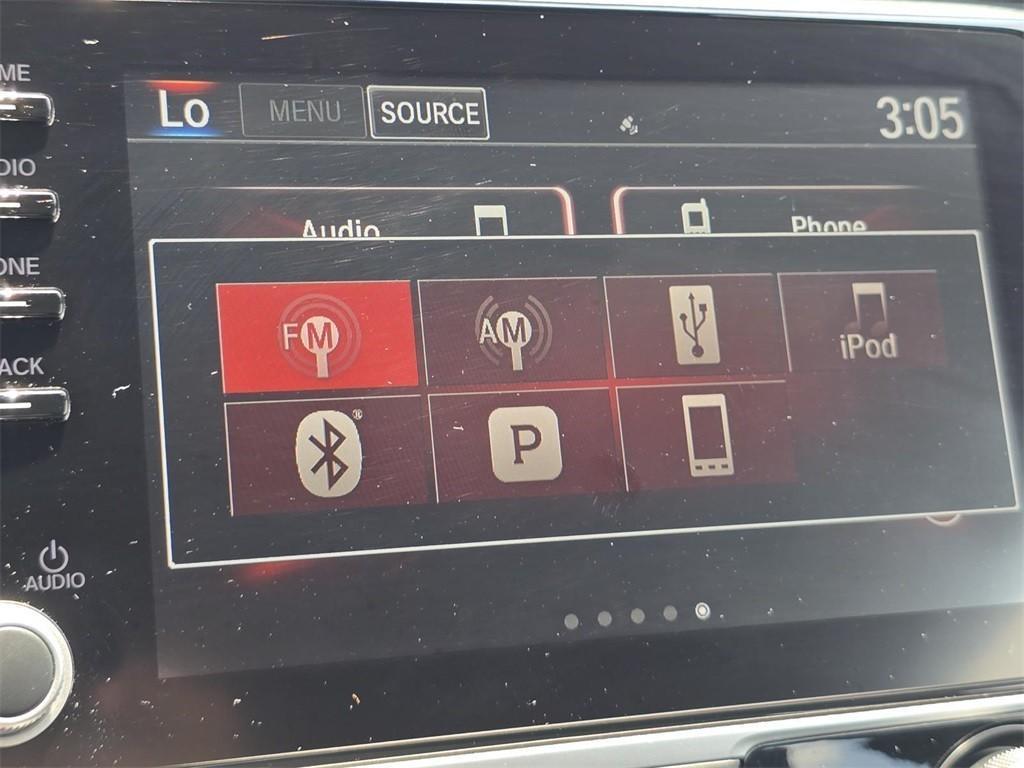 ME
Lo MENU SOURCE 3:05
DIO
Audio Phone
ONE
FM AM iPod
ACK
® P
AUDIO